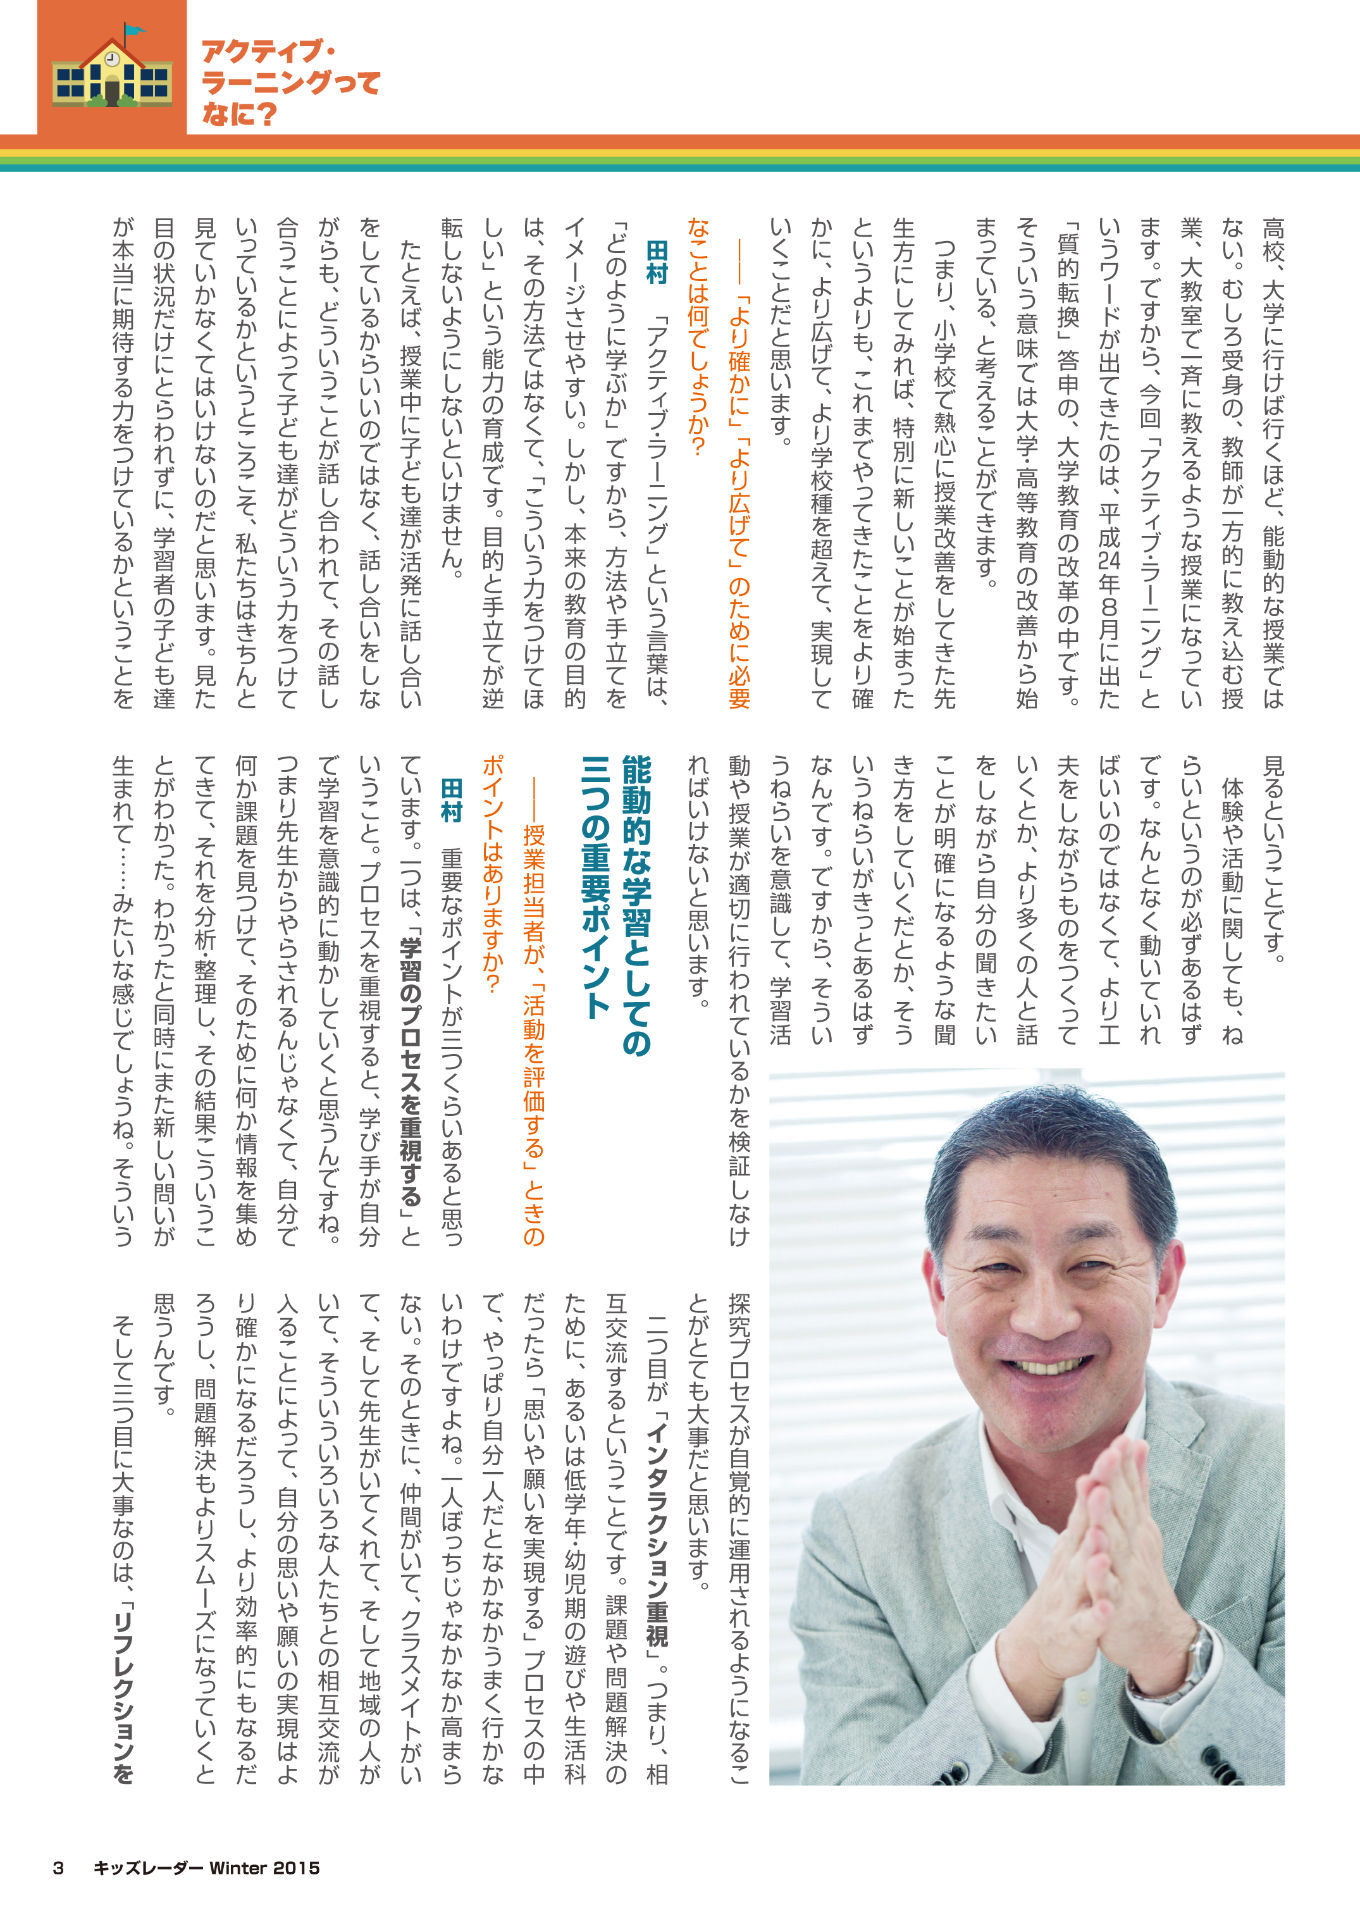 アクティブ・
ラーニングって
なに？
高校、大学に行けば行くほど、能動的な授業では
ない。むしろ受身の、教師が一方的に教え込む授
業、大教室で一斉に教えるような授業になってい
ます。ですから、今回「アクティブ・ラーニング」と
いうワードが出てきたのは、平成24年８月に出た
「質的転換」答申の、大学教育の改革の中です。
そういう意味では大学・高等教育の改善から始
まっている、と考えることができます。
つまり、小学校で熱心に授業改善をしてきた先
生方にしてみれば、特別に新しいことが始まった
というよりも、これまでやってきたことをより確
かに、より広げて、より学校種を超えて、実現して
いくことだと思います。
――「より確かに」「より広げて」のために必要
なことは何でしょうか？
田村　「アクティブ・ラーニング」という言葉は、
「どのように学ぶか」ですから、方法や手立てを
イメージさせやすい。しかし、本来の教育の目的
は、その方法ではなくて、「こういう力をつけてほ
しい」という能力の育成です。目的と手立てが逆
転しないようにしないといけません。
たとえば、授業中に子ども達が活発に話し合い
をしているからいいのではなく、話し合いをしな
がらも、どういうことが話し合われて、その話し
合うことによって子ども達がどういう力をつけて
いっているかというところこそ、私たちはきちんと
見ていかなくてはいけないのだと思います。見た
目の状況だけにとらわれずに、学習者の子ども達
が本当に期待する力をつけているかということを
見るということです。
体験や活動に関しても、ね
らいというのが必ずあるはず
です。なんとなく動いていれ
ばいいのではなくて、より工
夫をしながらものをつくって
いくとか、より多くの人と話
をしながら自分の聞きたい
ことが明確になるような聞
き方をしていくだとか、そう
いうねらいがきっとあるはず
なんです。ですから、そうい
うねらいを意識して、学習活
動や授業が適切に行われているかを検証しなけ
ればいけないと思います。
能動的な学習としての
三つの重要ポイント
――授業担当者が、「活動を評価する」ときの
ポイントはありますか？
田村　重要なポイントが三つくらいあると思っ
ています。一つは、「学習のプロセスを重視する」と
いうこと。プロセスを重視すると、学び手が自分
で学習を意識的に動かしていくと思うんですね。
つまり先生からやらされるんじゃなくて、自分で
何か課題を見つけて、そのために何か情報を集め
てきて、それを分析・整理し、その結果こういうこ
とがわかった。わかったと同時にまた新しい問いが
生まれて……みたいな感じでしょうね。そういう
探究プロセスが自覚的に運用されるようになるこ
とがとても大事だと思います。
二つ目が「インタラクション重視」。つまり、相
互交流するということです。課題や問題解決の
ために、あるいは低学年・幼児期の遊びや生活科
だったら「思いや願いを実現する」プロセスの中
で、やっぱり自分一人だとなかなかうまく行かな
いわけですよね。一人ぼっちじゃなかなか高まら
ない。そのときに、仲間がいて、クラスメイトがい
て、そして先生がいてくれて、そして地域の人が
いて、そういういろいろな人たちとの相互交流が
入ることによって、自分の思いや願いの実現はよ
り確かになるだろうし、より効率的にもなるだ
ろうし、問題解決もよりスムーズになっていくと
思うんです。
そして三つ目に大事なのは、「リフレクションを
3 キッズレーダー Winter 2015